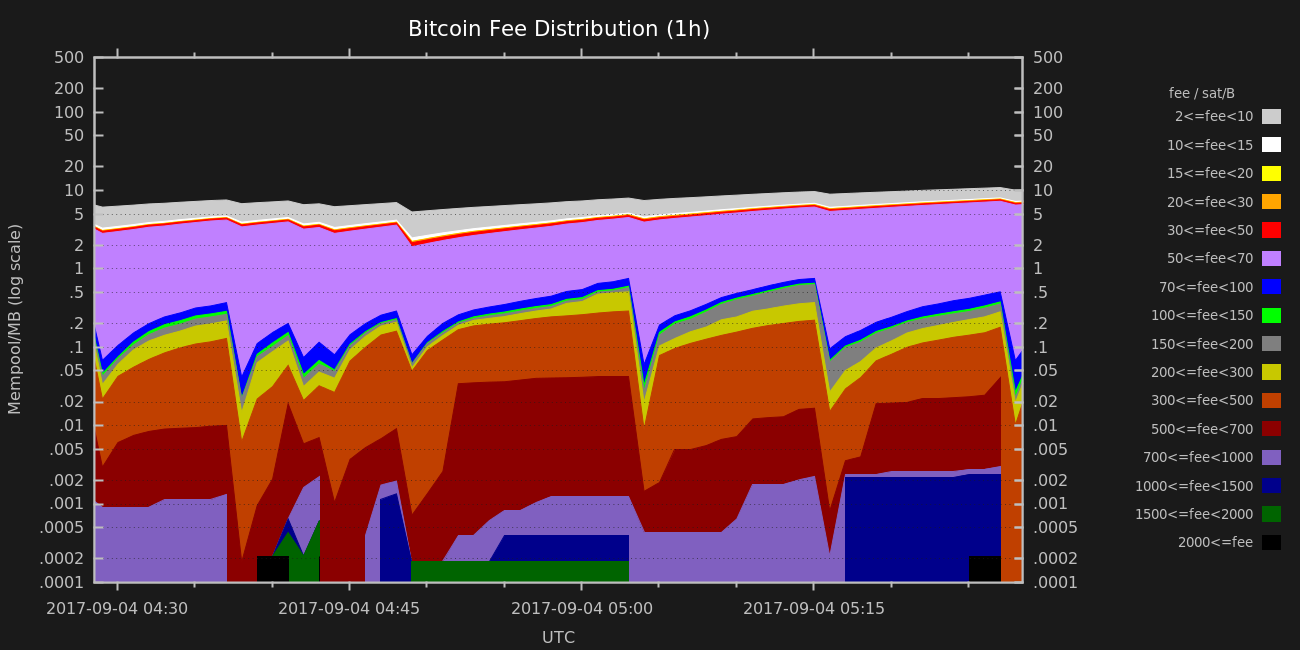 Bitcoin Fee Distribution (1h)
500 500
200 200
100 100
50 50
20 20
10 10
5 5
2 2
1 1
.5 .5
.2 .2
.1 .1
.05 .05
.02 .02
.01 .01
.005 .005
.002 .002
.001 .001
.0005 .0005
.0002 .0002
.0001 .0001
Mempool/MB (log scale)
2017-09-04 04:30 2017-09-04 04:45 2017-09-04 05:00 2017-09-04 05:15
UTC
fee / sat/B
2<=fee<10
10<=fee<15
15<=fee<20
20<=fee<30
30<=fee<50
50<=fee<70
70<=fee<100
100<=fee<150
150<=fee<200
200<=fee<300
300<=fee<500
500<=fee<700
700<=fee<1000
1000<=fee<1500
1500<=fee<2000
2000<=fee